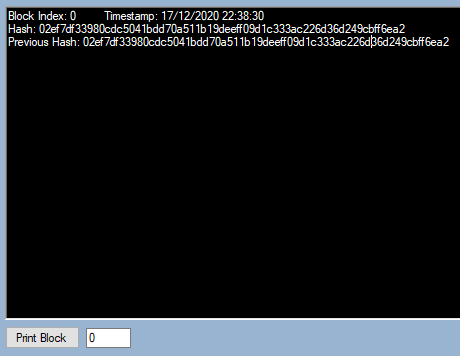 Block Index: 0 Timestamp: 17/12/2020 22:38:30
Hash: 02ef7df33980cdc5041bdd70a511b19deeff09d1c333ac226d36d249cbff6ea2
Previous Hash: 02ef7df33980cdc5041bdd70a511b19deeff09d1c333ac226d36d249cbff6ea2
Print Block 0